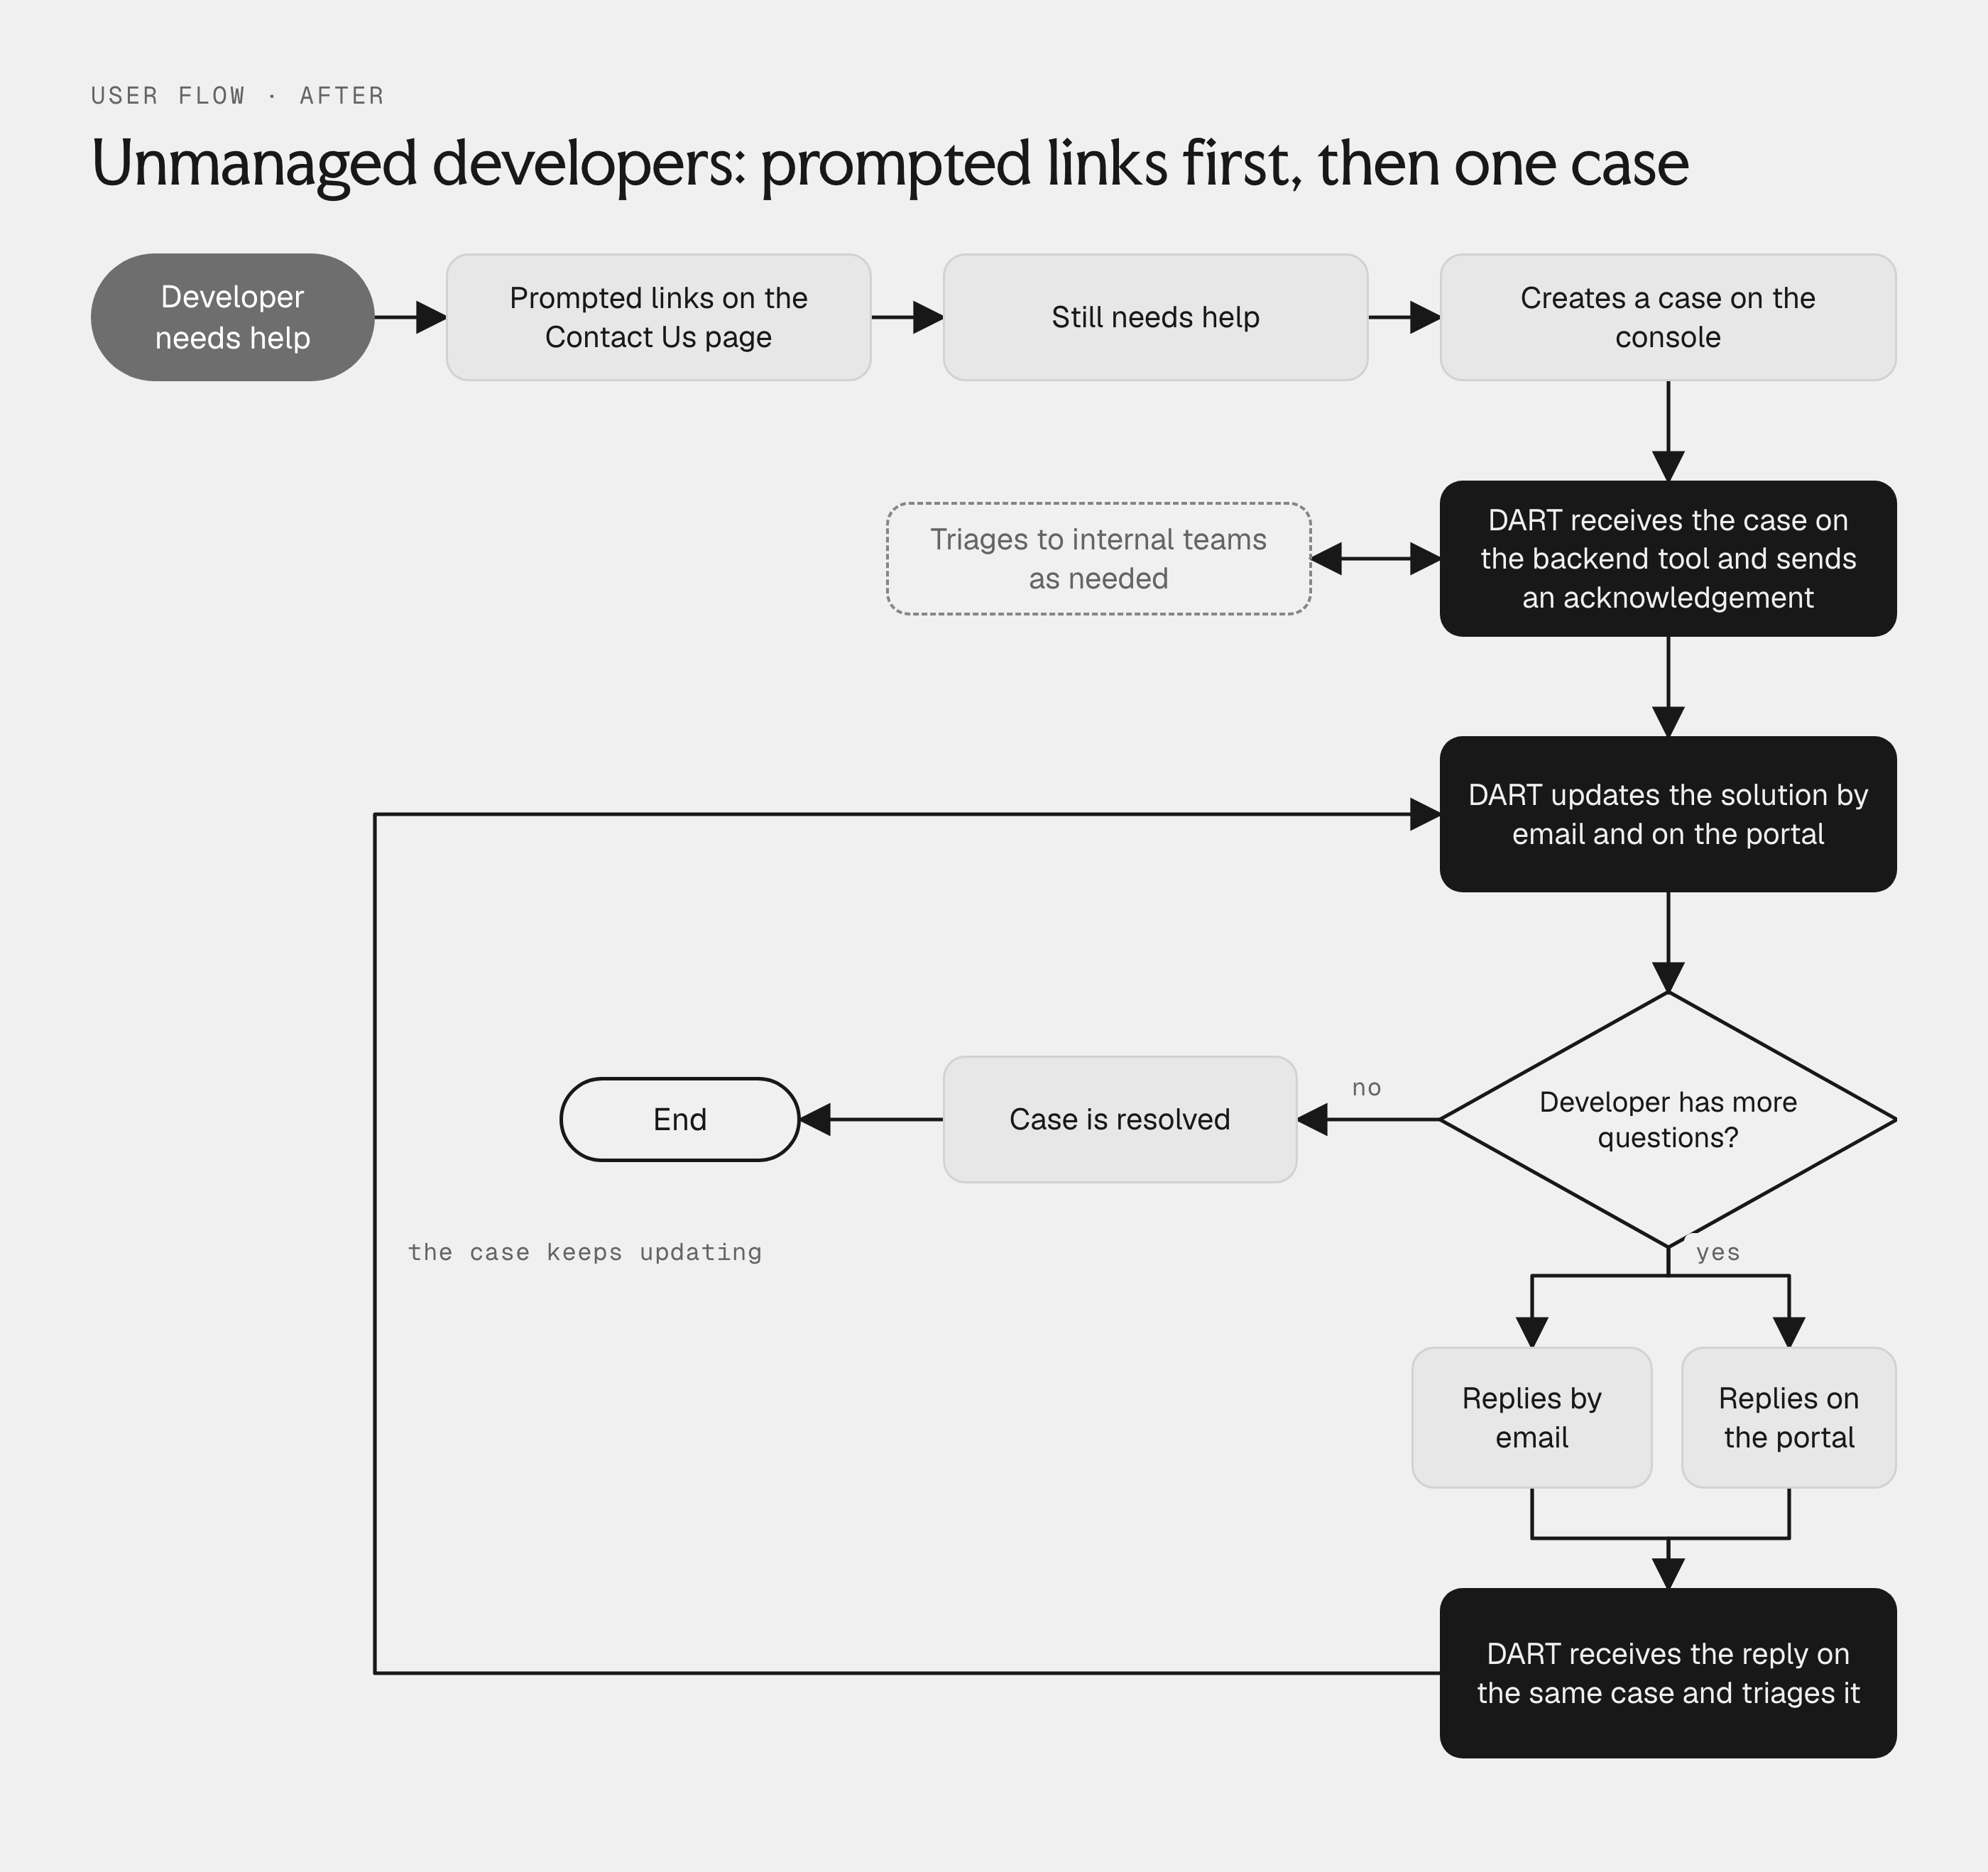 USER FLOW · AFTER
Unmanaged developers: prompted links first, then one case
Developer
needs help
Prompted links on the
Contact Us page
Still needs help
Creates a case on the
console
Triages to internal teams
as needed
DART receives the case on
the backend tool and sends
an acknowledgement
DART updates the solution by
email and on the portal
Developer has more
questions?
no
Case is resolved
End
the case keeps updating
yes
Replies by
email
Replies on
the portal
DART receives the reply on
the same case and triages it